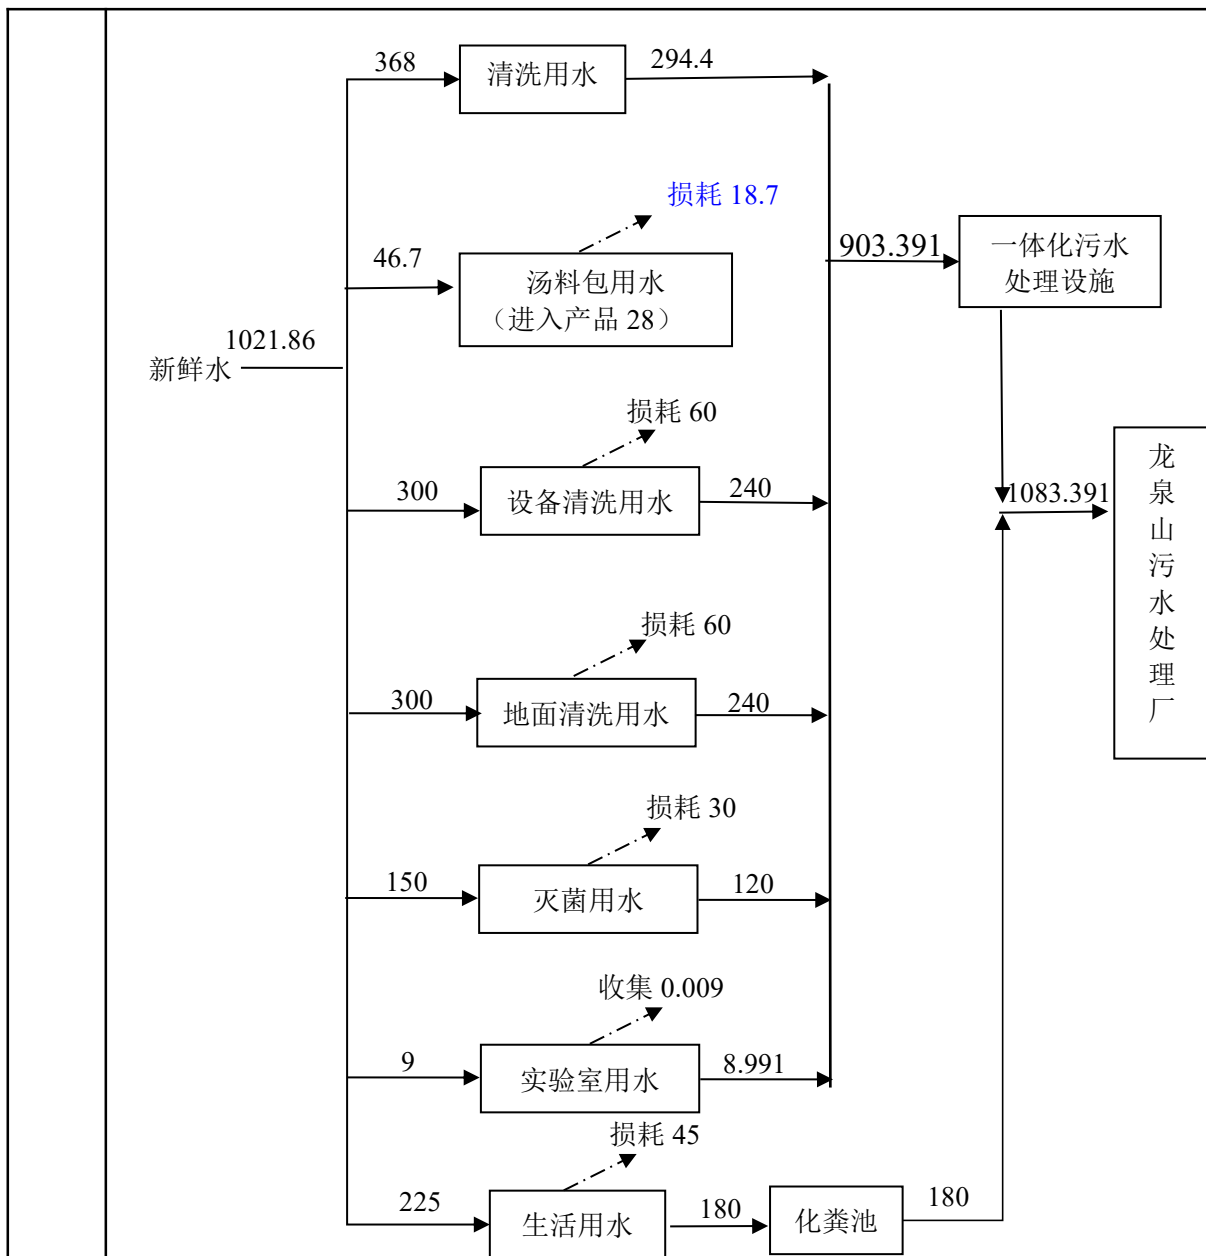 368
清洗用水
294.4
损耗 18.7
46.7
汤料包用水
（进入产品 28）
903.391
一体化污水
处理设施
1021.86
新鲜水
损耗 60
300
设备清洗用水
240
1083.391
龙泉山污水处理厂
损耗 60
300
地面清洗用水
240
损耗 30
150
灭菌用水
120
收集 0.009
9
实验室用水
8.991
损耗 45
225
生活用水
180
化粪池
180